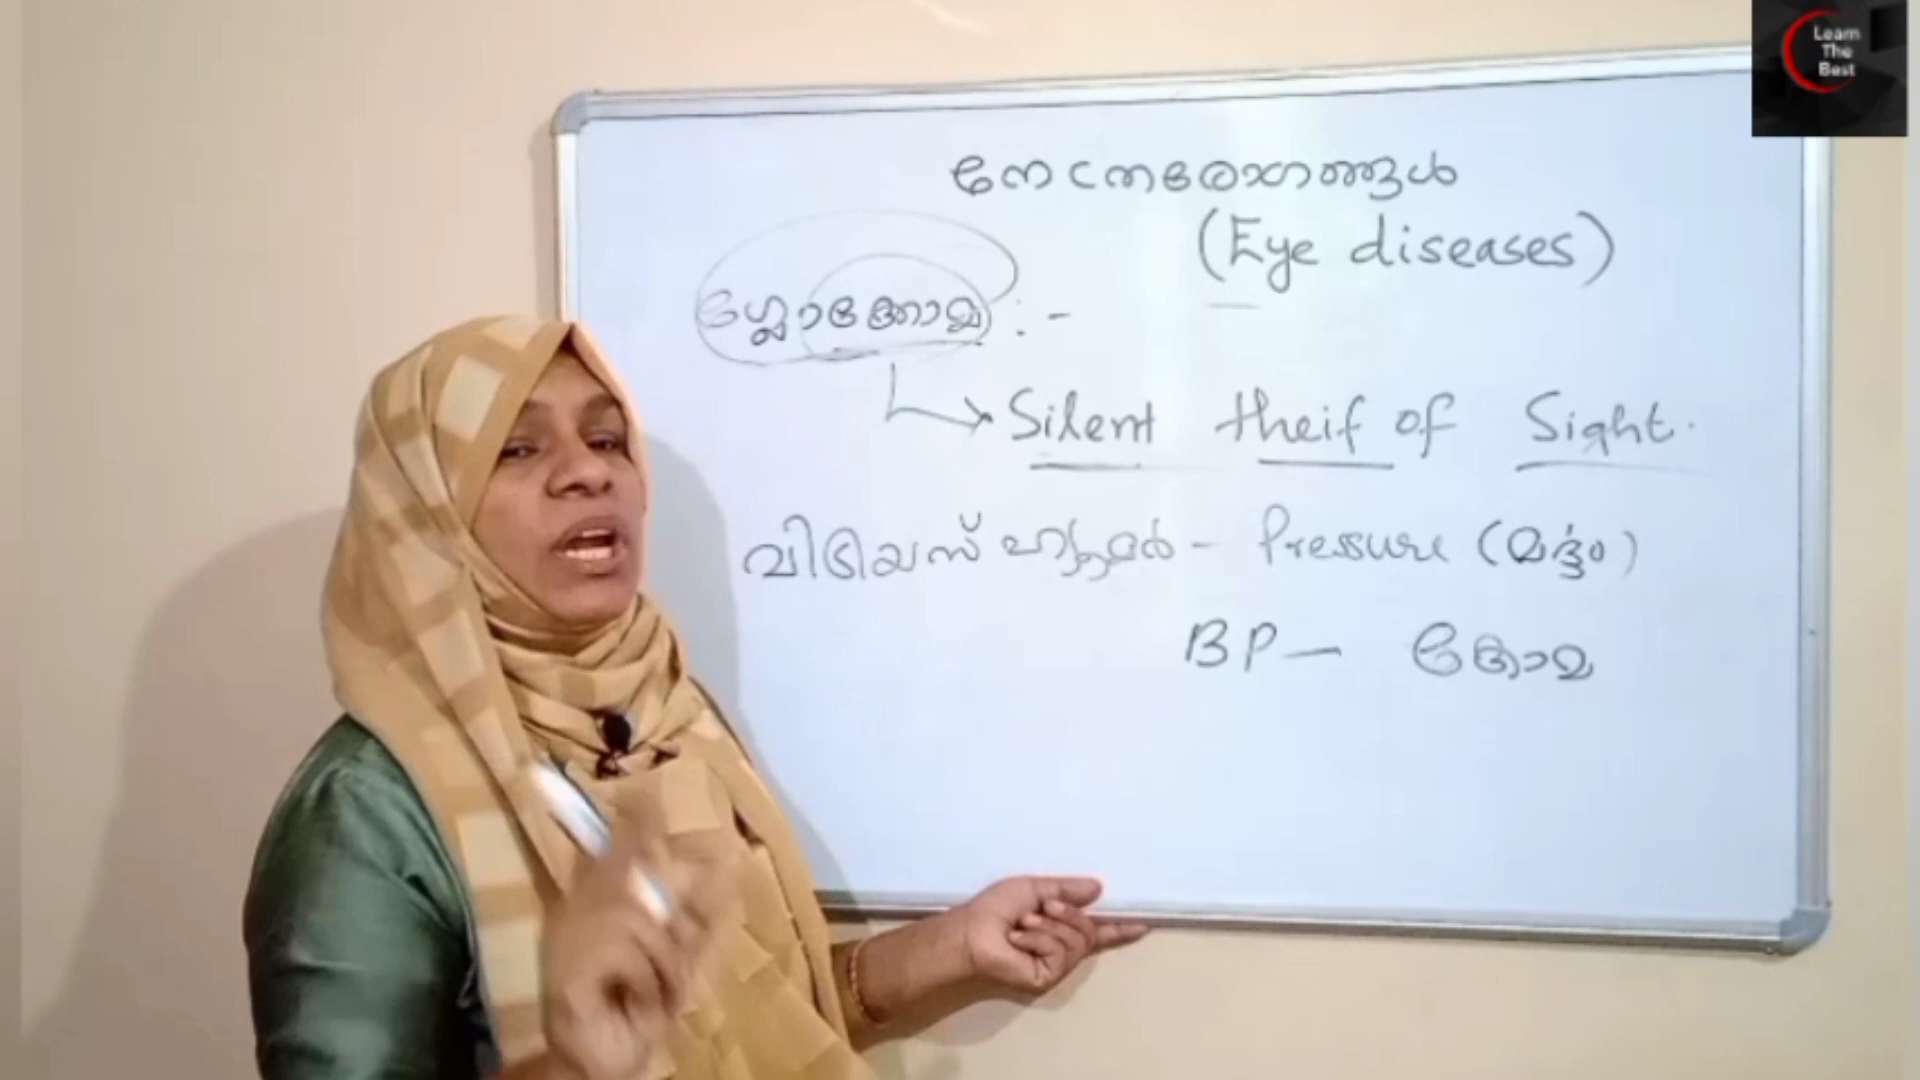 നേത്രരോഗങ്ങൾ
(Eye diseases)
ഗ്ലോക്കോമ :-
Silent theif of Sight.
വിട്രിയസ് ഹ്യൂമർ - Pressure (മർദ്ദം)
BP - കോമ
Learn
The
Best